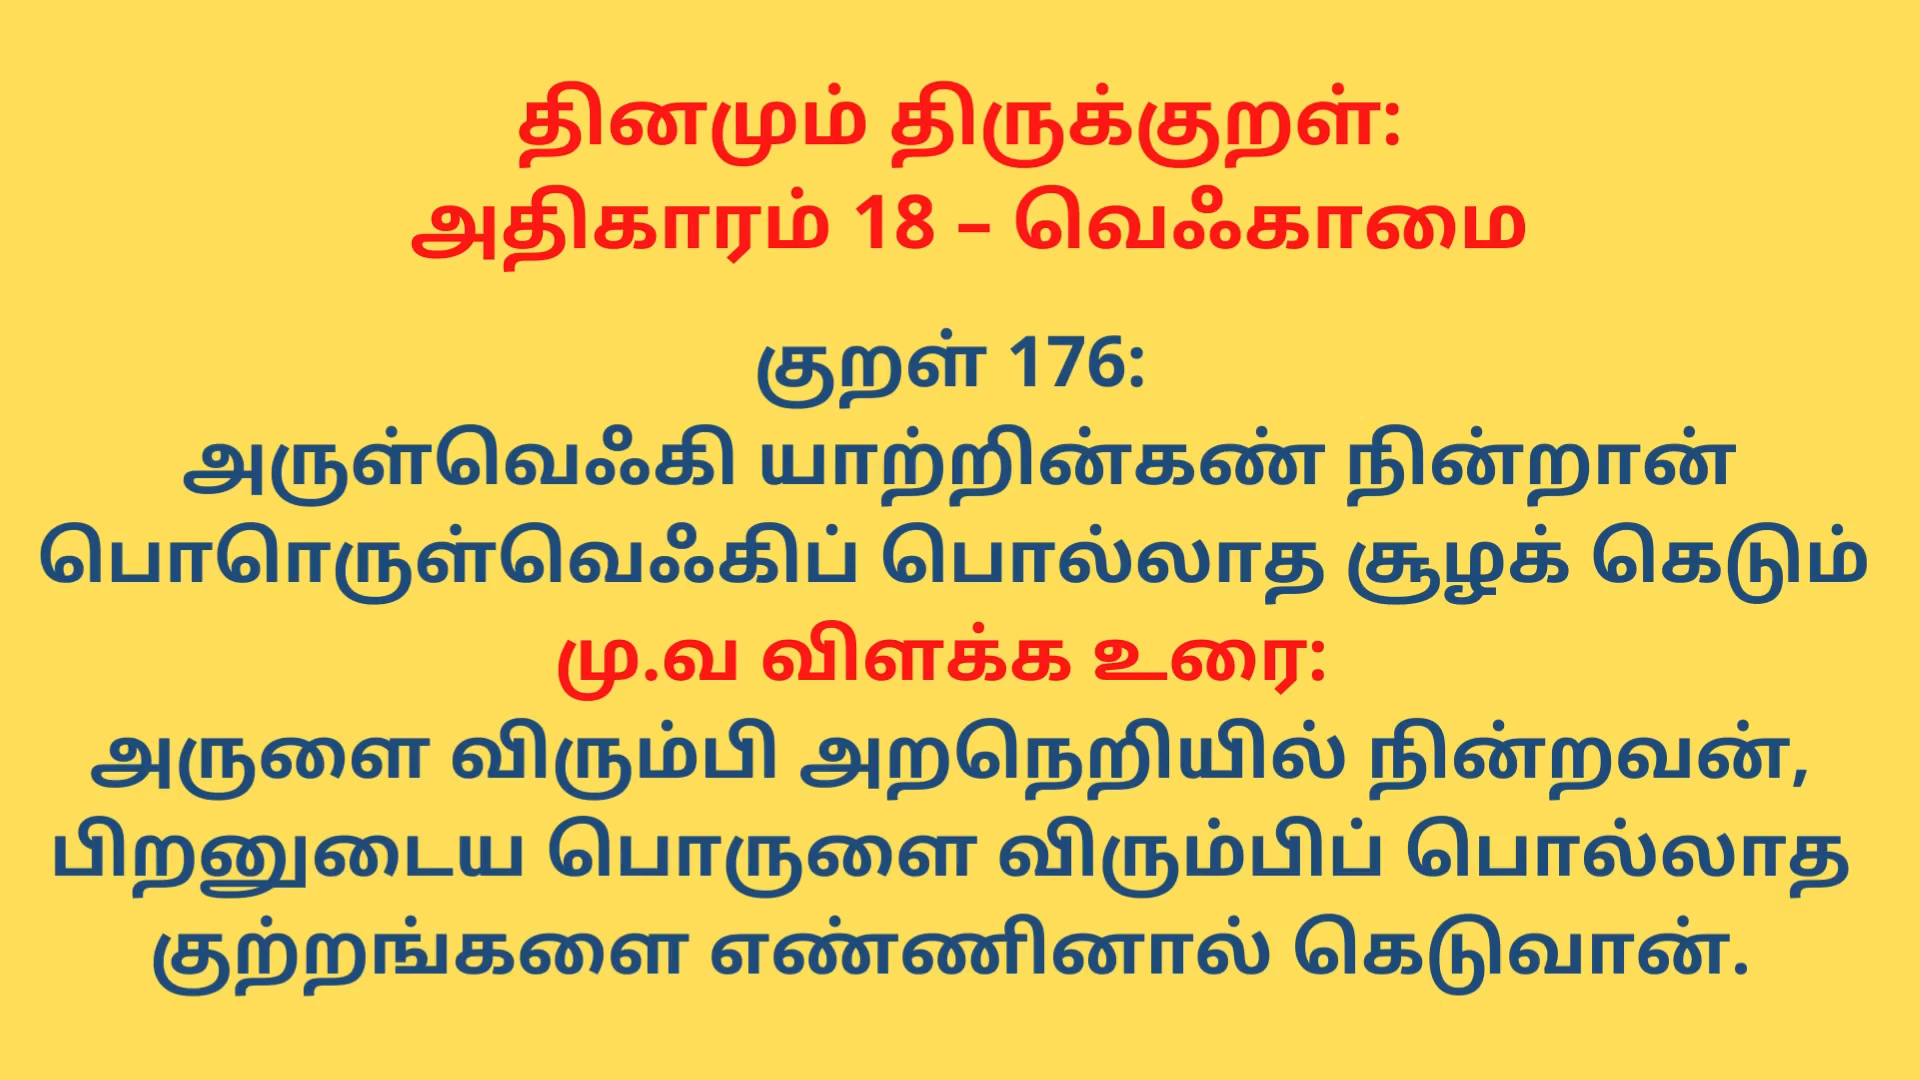 தினமும் திருக்குறள்:
அதிகாரம் 18 – வெஃகாமை
குறள் 176:
அருள்வெஃகி யாற்றின்கண் நின்றான்
பொொருள்வெஃகிப் பொல்லாத சூழக் கெடும்
மு.வ விளக்க உரை:
அருளை விரும்பி அறநெறியில் நின்றவன்,
பிறனுடைய பொருளை விரும்பிப் பொல்லாத
குற்றங்களை எண்ணினால் கெடுவான்.